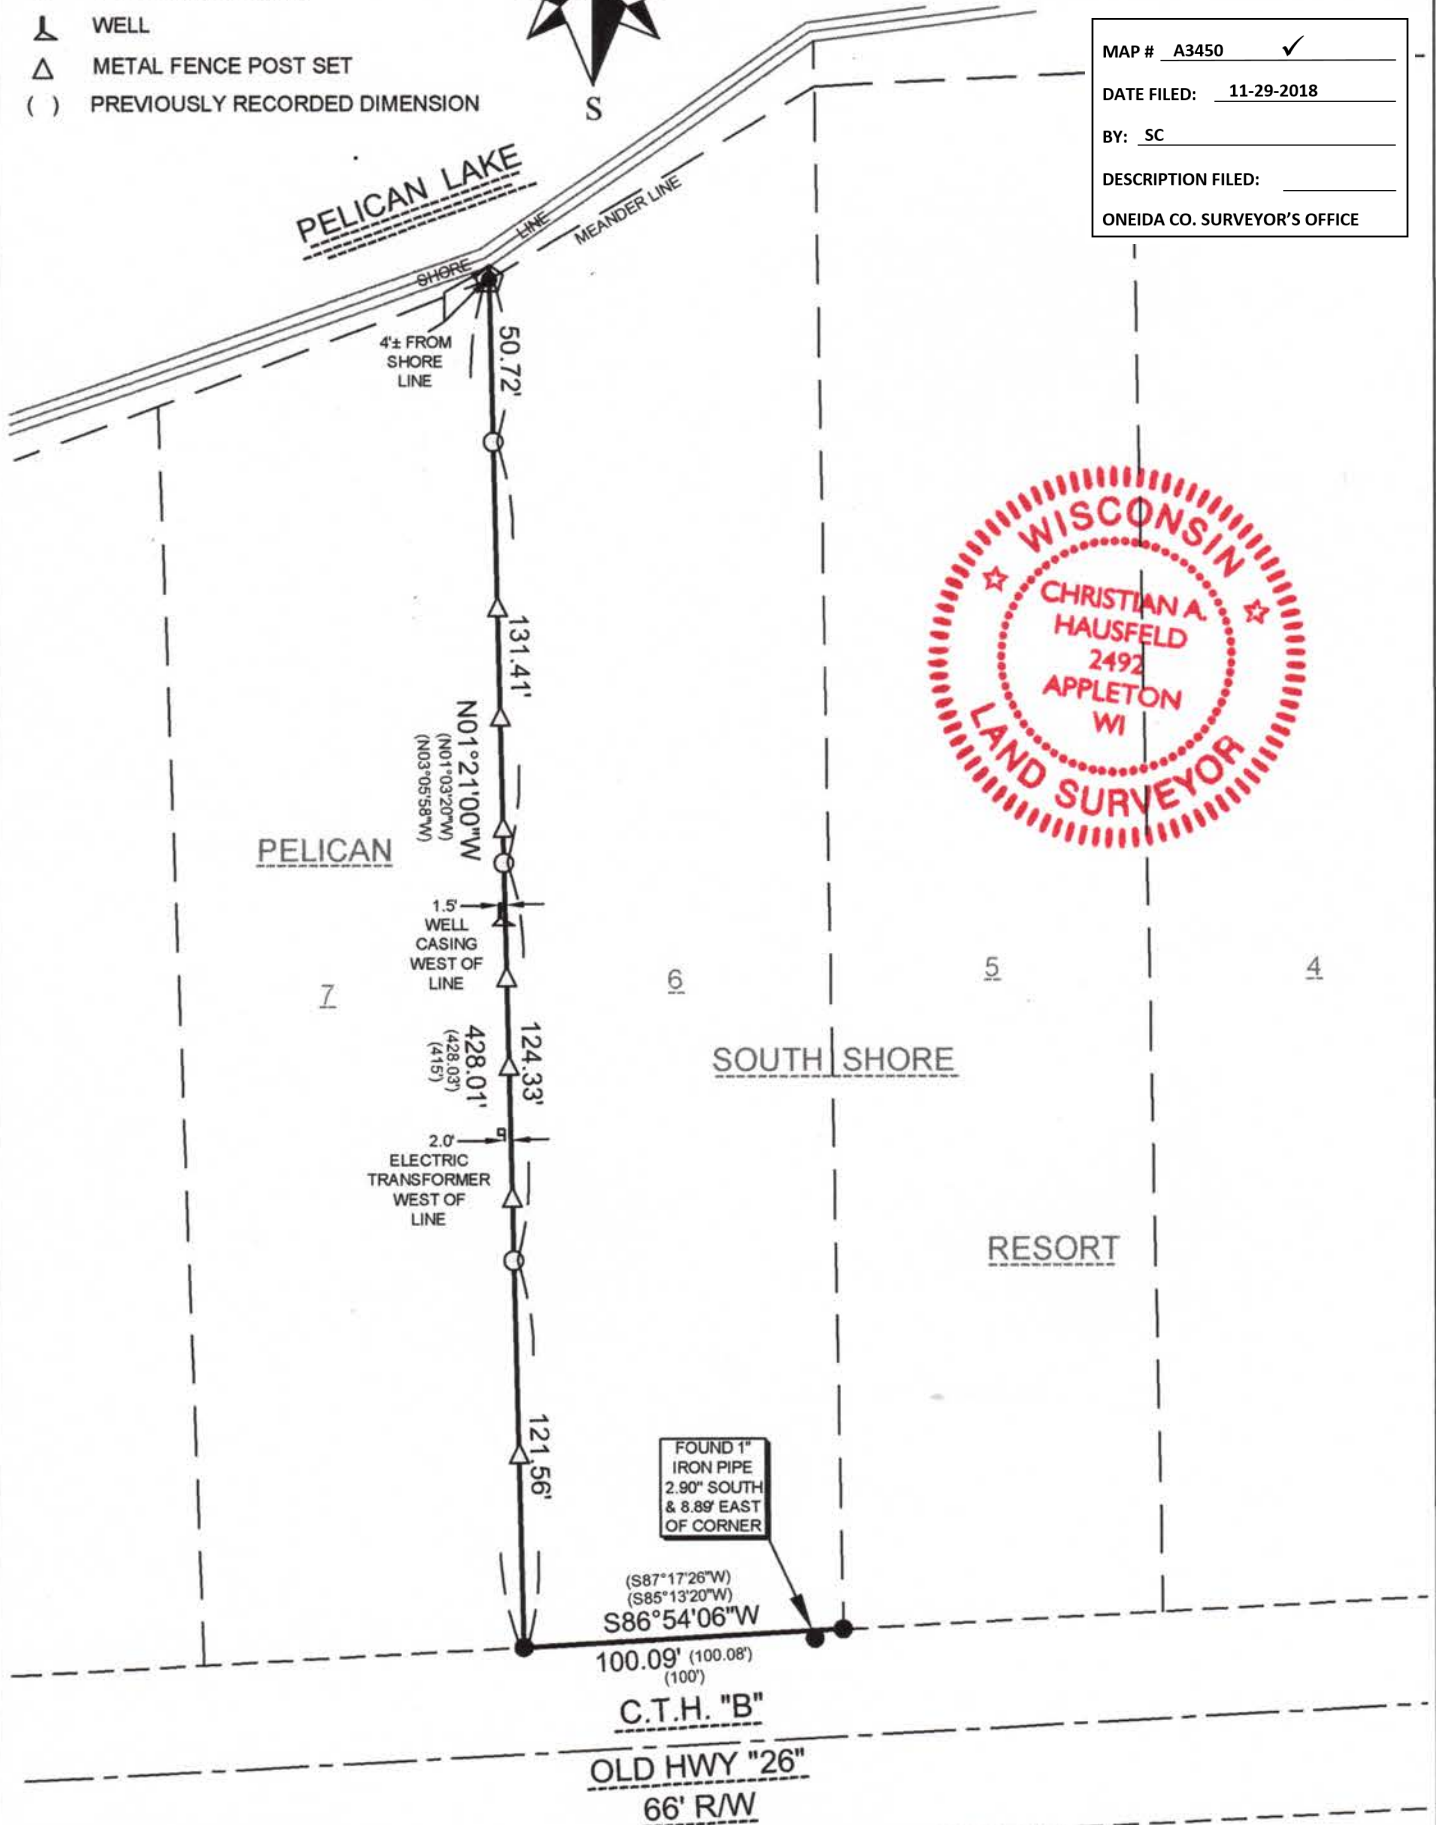 WELL
METAL FENCE POST SET
( ) PREVIOUSLY RECORDED DIMENSION
S
MAP # A3450 ✓
DATE FILED: 11-29-2018
BY: SC
DESCRIPTION FILED:
ONEIDA CO. SURVEYOR'S OFFICE
PELICAN LAKE
SHORE LINE
MEANDER LINE
4'± FROM
SHORE
LINE
50.72'
131.41'
N01°21'00"W
(N01°03'20"W)
(N03°05'58"W)
WISCONSIN
CHRISTIAN A.
HAUSFELD
2492
APPLETON
WI
LAND SURVEYOR
PELICAN
1.5'
WELL
CASING
WEST OF
LINE
7
6
5
4
124.33'
428.01'
(428.03')
(415')
SOUTH SHORE
2.0'
ELECTRIC
TRANSFORMER
WEST OF
LINE
RESORT
121.56'
FOUND 1"
IRON PIPE
2.90" SOUTH
& 8.89' EAST
OF CORNER
(S87°17'26"W)
(S85°13'20"W)
S86°54'06"W
100.09' (100.08')
(100')
C.T.H. "B"
OLD HWY "26"
66' R/W